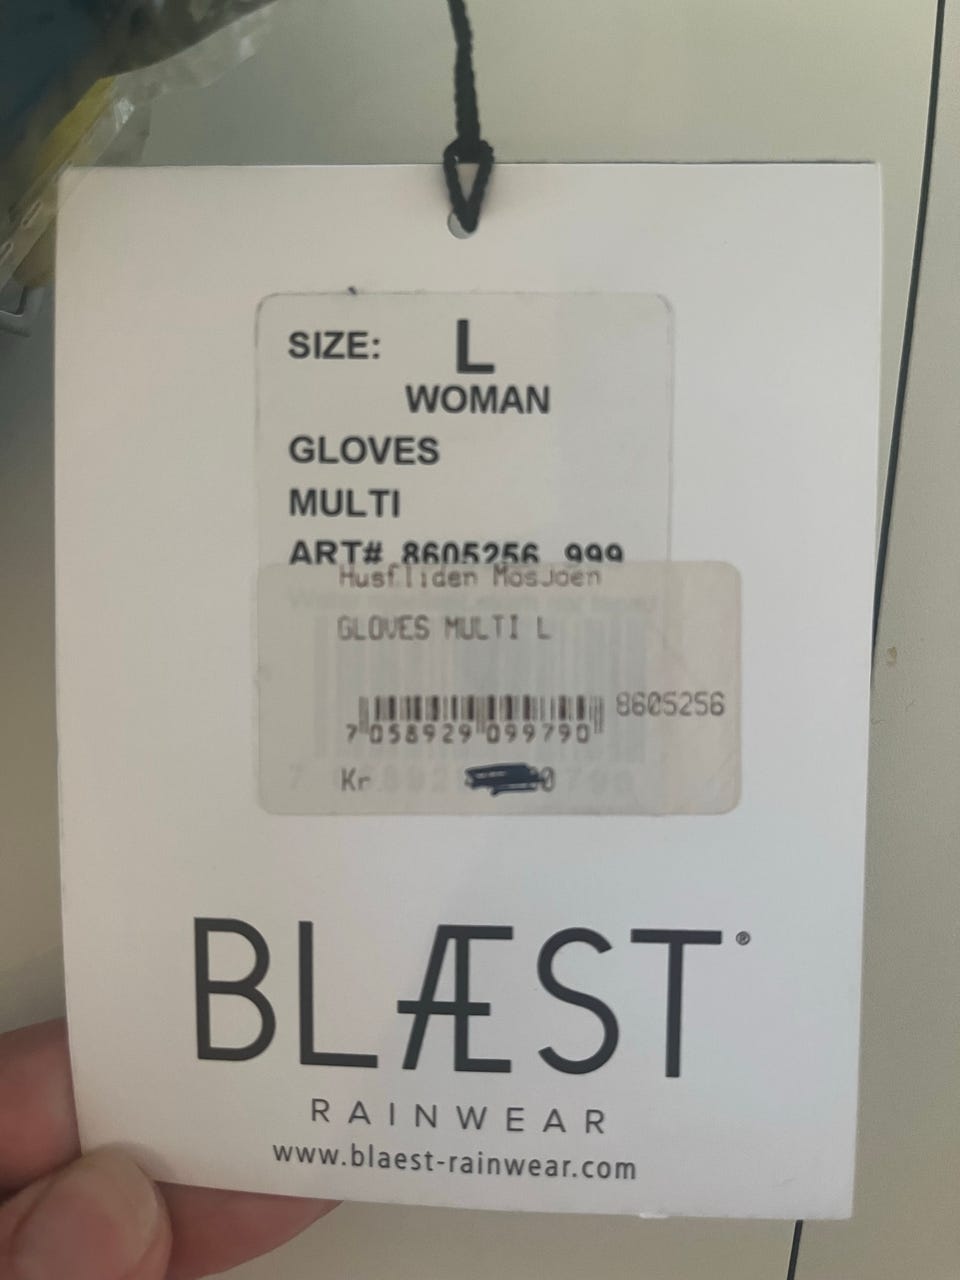 SIZE: L
WOMAN
GLOVES
MULTI
ART# 8605256 999
Husfliden Mosjoen
GLOVES MULTI L
8605256
7 058929 099790
Kr
BLÆST®
RAINWEAR
www.blaest-rainwear.com